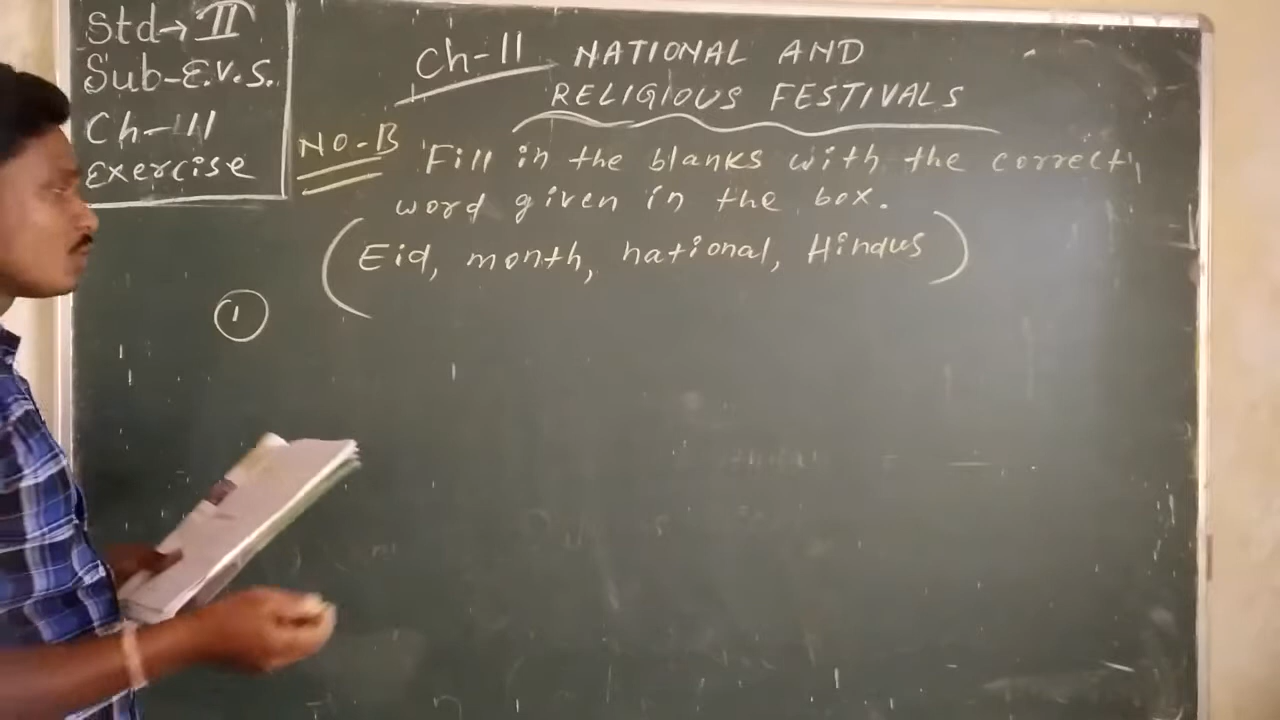 Std→II
Sub-E.V.S.
Ch-11
Exercise
Ch-11 NATIONAL AND
RELIGIOUS FESTIVALS
NO-B 'Fill in the blanks with the correct,
word given in the box.
(Eid, month, national, Hindus)
1